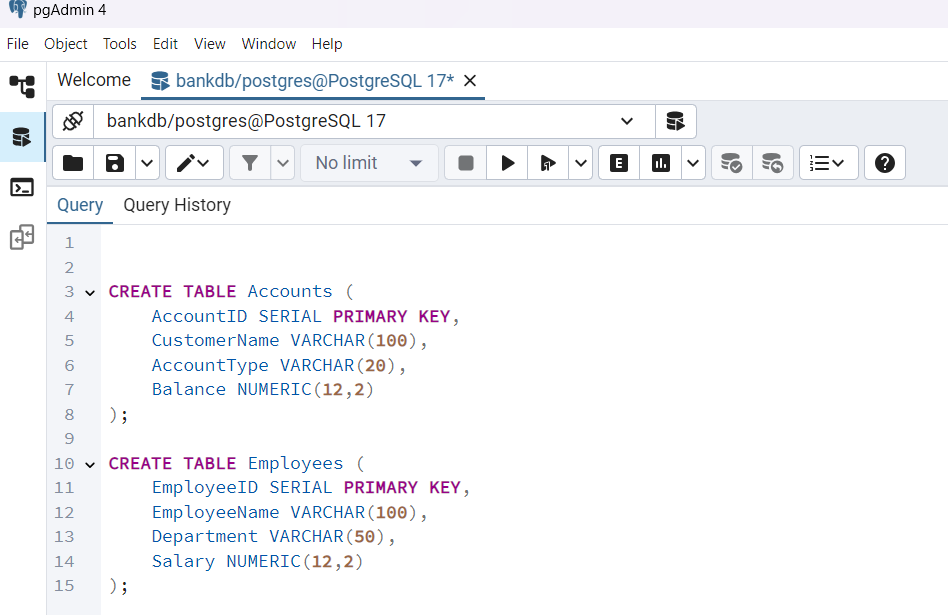 pgAdmin 4
File Object Tools Edit View Window Help
Welcome bankdb/postgres@PostgreSQL 17*
bankdb/postgres@PostgreSQL 17
No limit E
Query Query History
1
2
3 CREATE TABLE Accounts (
4     AccountID SERIAL PRIMARY KEY,
5     CustomerName VARCHAR(100),
6     AccountType VARCHAR(20),
7     Balance NUMERIC(12,2)
8 );
9
10 CREATE TABLE Employees (
11     EmployeeID SERIAL PRIMARY KEY,
12     EmployeeName VARCHAR(100),
13     Department VARCHAR(50),
14     Salary NUMERIC(12,2)
15 );